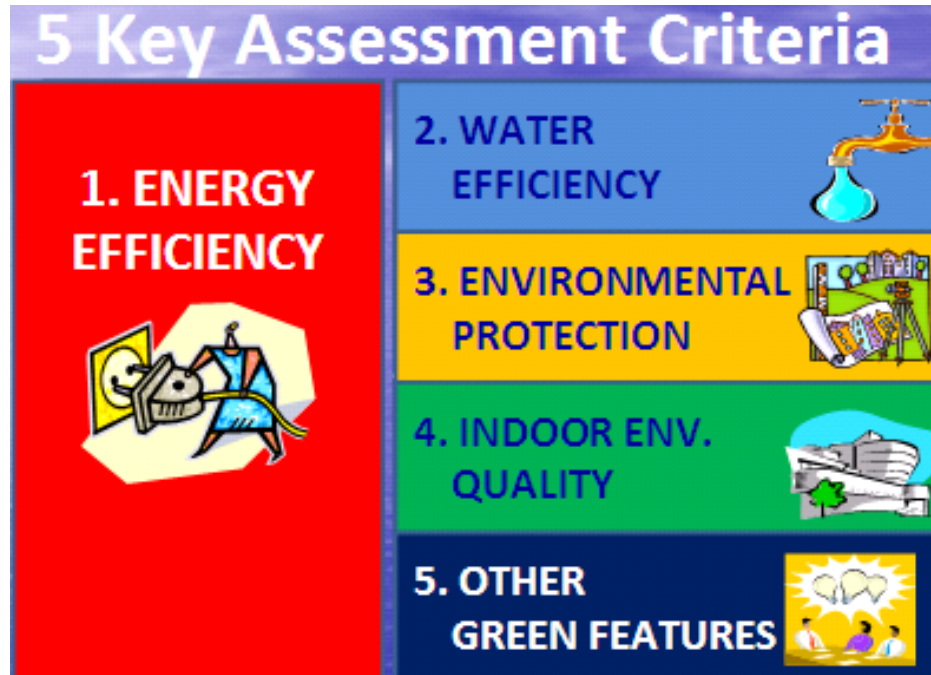 5 Key Assessment Criteria
1. ENERGY
EFFICIENCY
2. WATER
EFFICIENCY
3. ENVIRONMENTAL
PROTECTION
4. INDOOR ENV.
QUALITY
5. OTHER
GREEN FEATURES